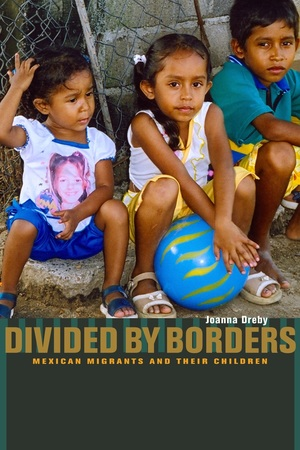 Joanna Dreby
DIVIDED BY BORDERS
MEXICAN MIGRANTS AND THEIR CHILDREN